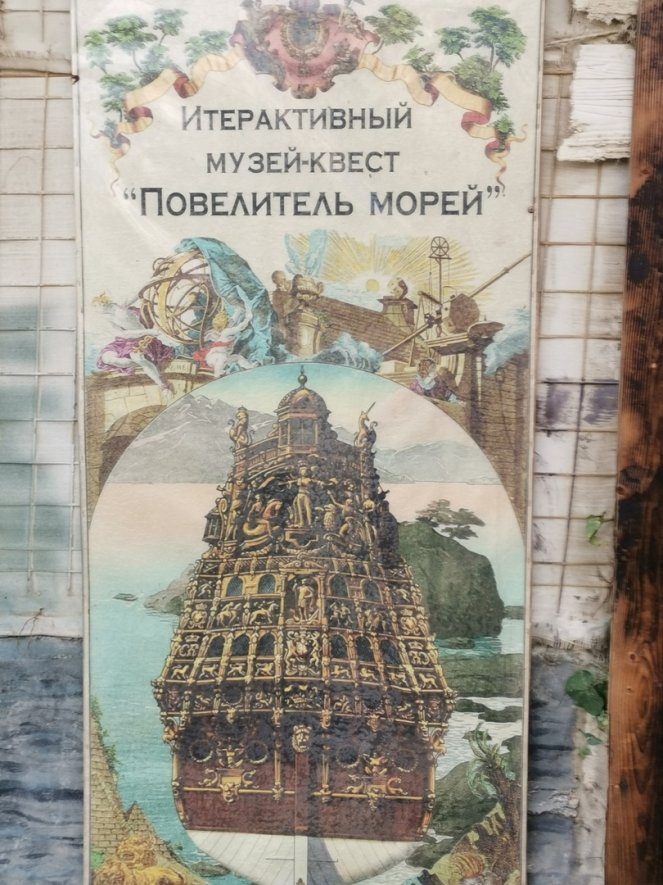 Итерактивный
музей-квест
“Повелитель морей”